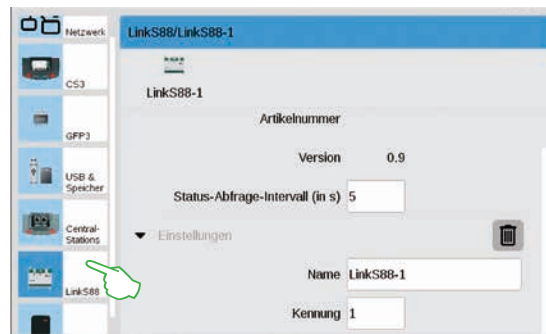 Netzwerk
CS3
GFP3
USB &
Speicher
Central-
Stations
LinkS88
LinkS88/LinkS88-1
LinkS88-1
Artikelnummer
Version 0.9
Status-Abfrage-Intervall (in s) 5
Einstellungen
Name LinkS88-1
Kennung 1